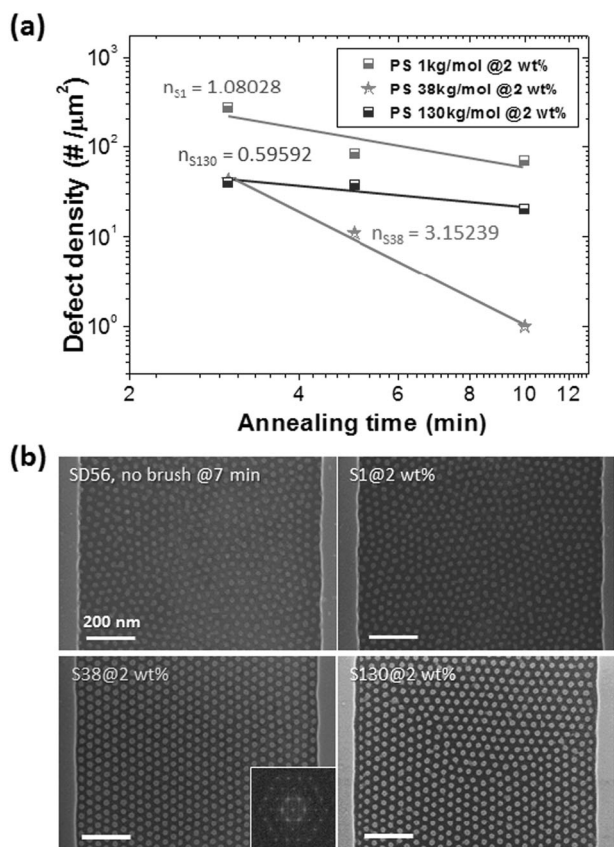 (a)
PS 1kg/mol @2 wt%
PS 38kg/mol @2 wt%
PS 130kg/mol @2 wt%
n_S1 = 1.08028
n_S130 = 0.59592
n_S38 = 3.15239
Defect density (#/μm²)
10³
10²
10¹
10⁰
2 4 6 8 10 12
Annealing time (min)
(b)
SD56, no brush @7 min
S1@2 wt%
200 nm
S38@2 wt%
S130@2 wt%